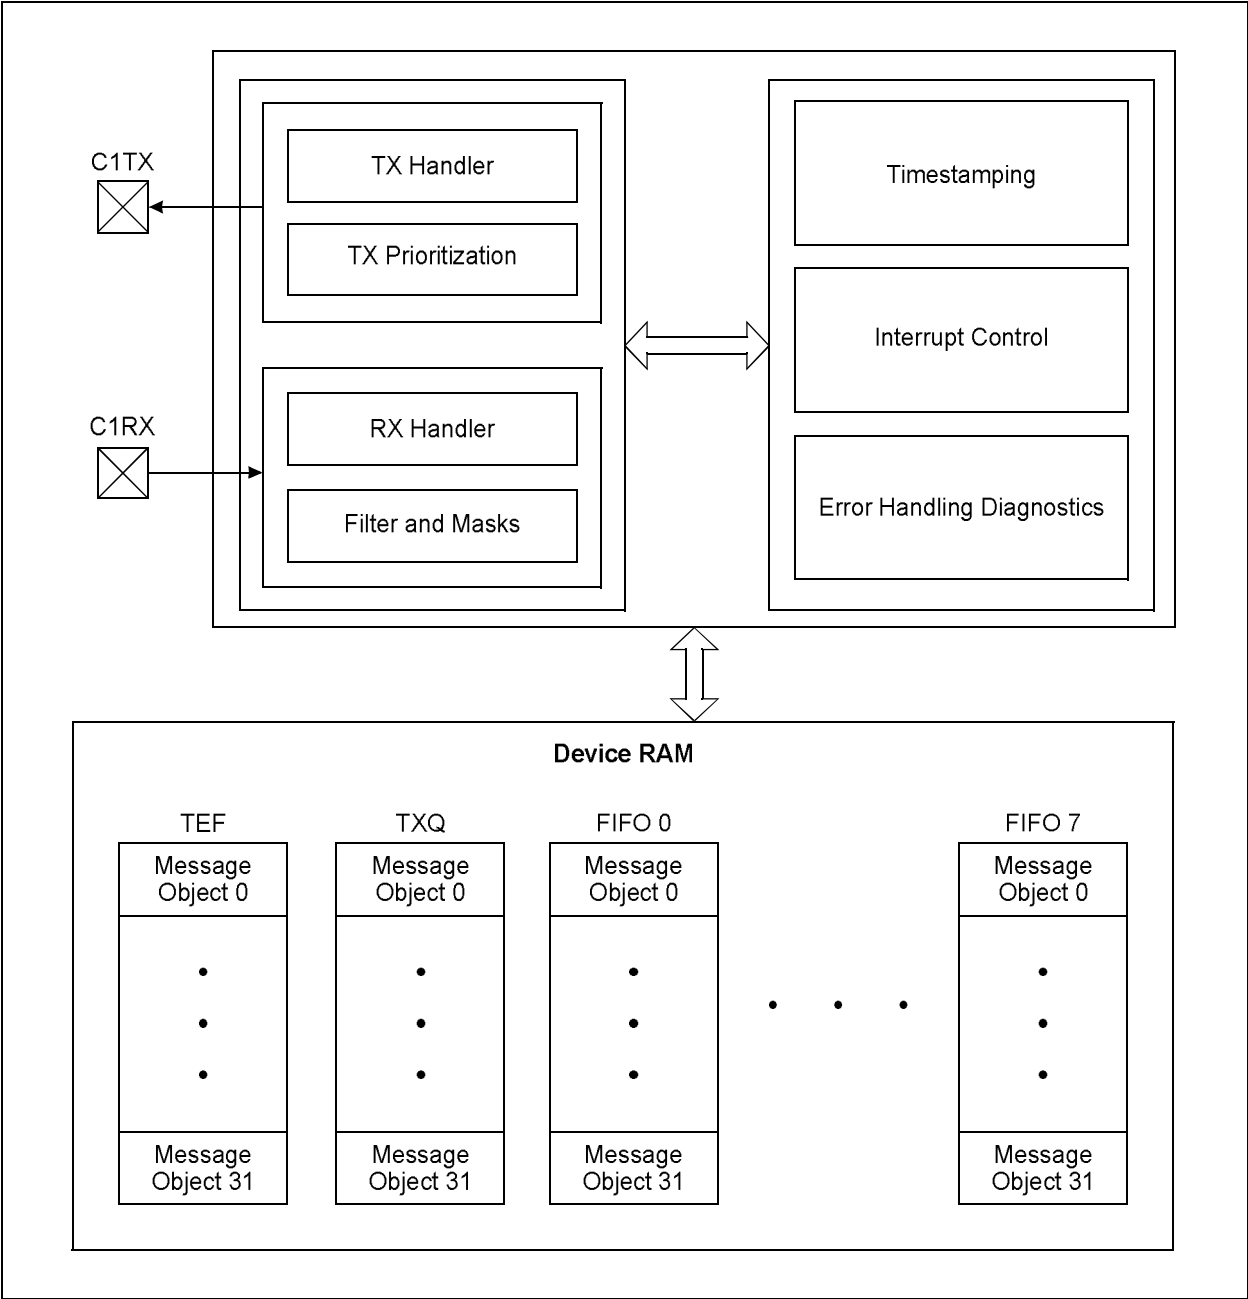 C1TX
TX Handler
TX Prioritization
C1RX
RX Handler
Filter and Masks
Timestamping
Interrupt Control
Error Handling Diagnostics
Device RAM
TEF
Message
Object 0
Message
Object 31
TXQ
Message
Object 0
Message
Object 31
FIFO 0
Message
Object 0
Message
Object 31
FIFO 7
Message
Object 0
Message
Object 31